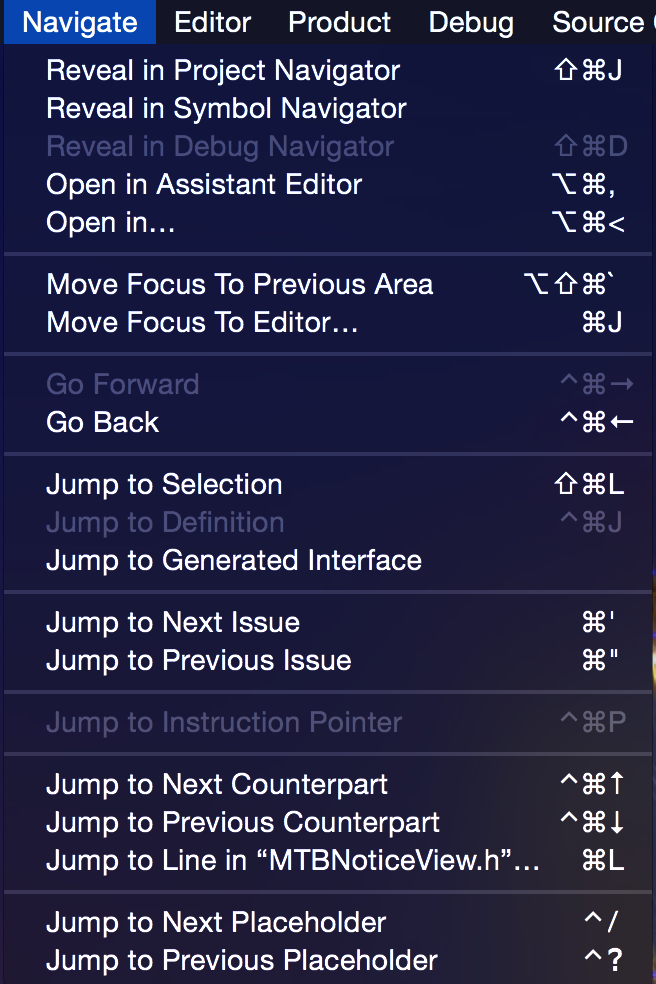 Navigate Editor Product Debug Source
Reveal in Project Navigator ⇧⌘J
Reveal in Symbol Navigator
Reveal in Debug Navigator ⇧⌘D
Open in Assistant Editor ⌥⌘,
Open in... ⌥⌘<
Move Focus To Previous Area ⌥⇧⌘`
Move Focus To Editor... ⌘J
Go Forward ^⌘→
Go Back ^⌘←
Jump to Selection ⇧⌘L
Jump to Definition ^⌘J
Jump to Generated Interface
Jump to Next Issue ⌘'
Jump to Previous Issue ⌘"
Jump to Instruction Pointer ^⌘P
Jump to Next Counterpart ^⌘↑
Jump to Previous Counterpart ^⌘↓
Jump to Line in “MTBNoticeView.h”... ⌘L
Jump to Next Placeholder ^/
Jump to Previous Placeholder ^?